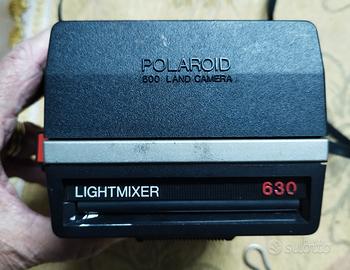 POLAROID
600 LAND CAMERA
LIGHTMIXER 630
subito